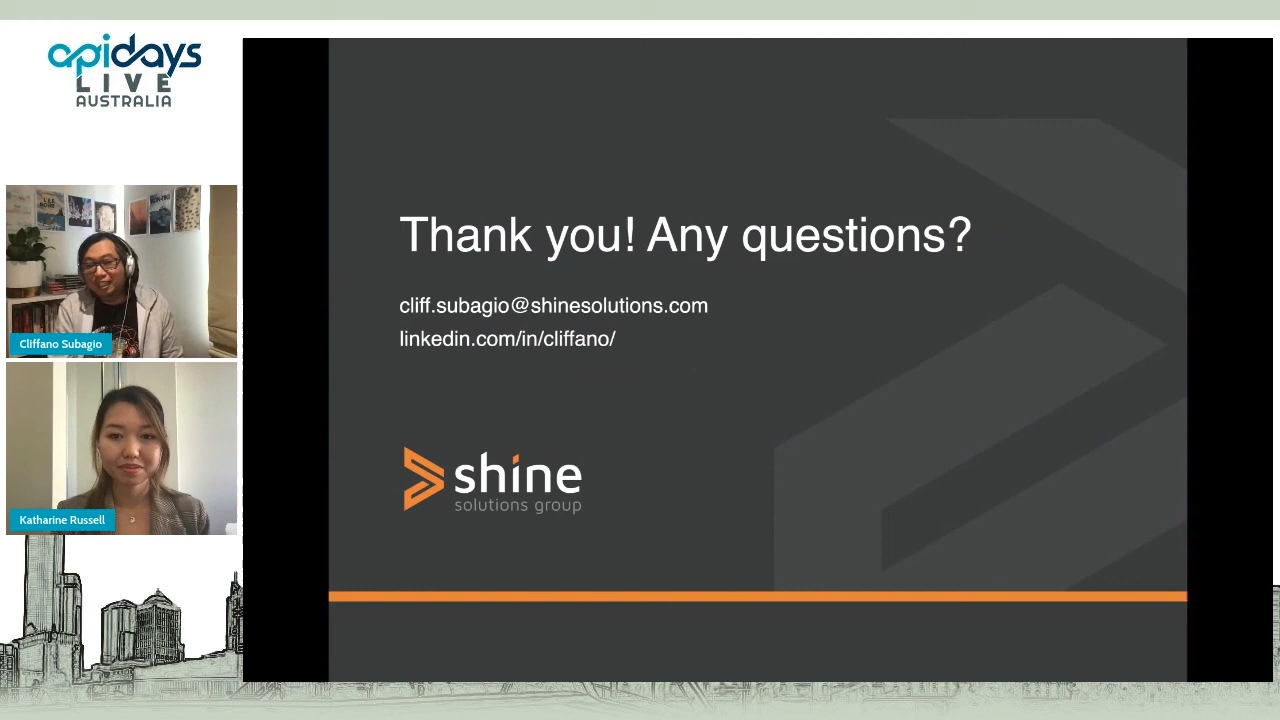 apidays
LIVE
AUSTRALIA
Cliffano Subagio
Katharine Russell
Thank you! Any questions?
cliff.subagio@shinesolutions.com
linkedin.com/in/cliffano/
shine
solutions group